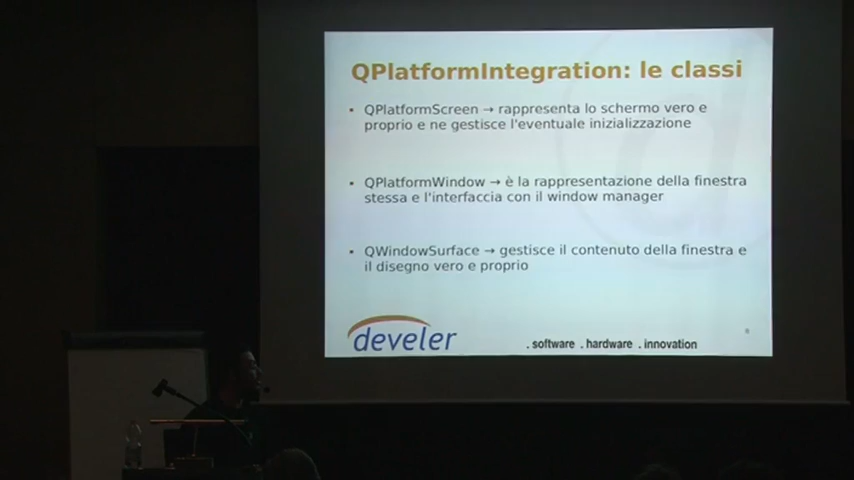 QPlatformIntegration: le classi
• QPlatformScreen → rappresenta lo schermo vero e
proprio e ne gestisce l'eventuale inizializzazione
• QPlatformWindow → è la rappresentazione della finestra
stessa e l'interfaccia con il window manager
• QWindowSurface → gestisce il contenuto della finestra e
il disegno vero e proprio
develer
. software . hardware . innovation